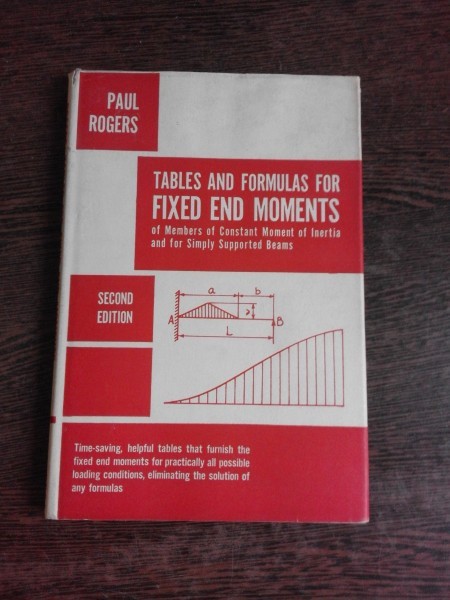 PAUL
ROGERS
TABLES AND FORMULAS FOR
FIXED END MOMENTS
of Members of Constant Moment of Inertia
and for Simply Supported Beams
SECOND
EDITION
a
b
A
B
L
Time-saving, helpful tables that furnish the
fixed end moments for practically all possible
loading conditions, eliminating the solution of
any formulas